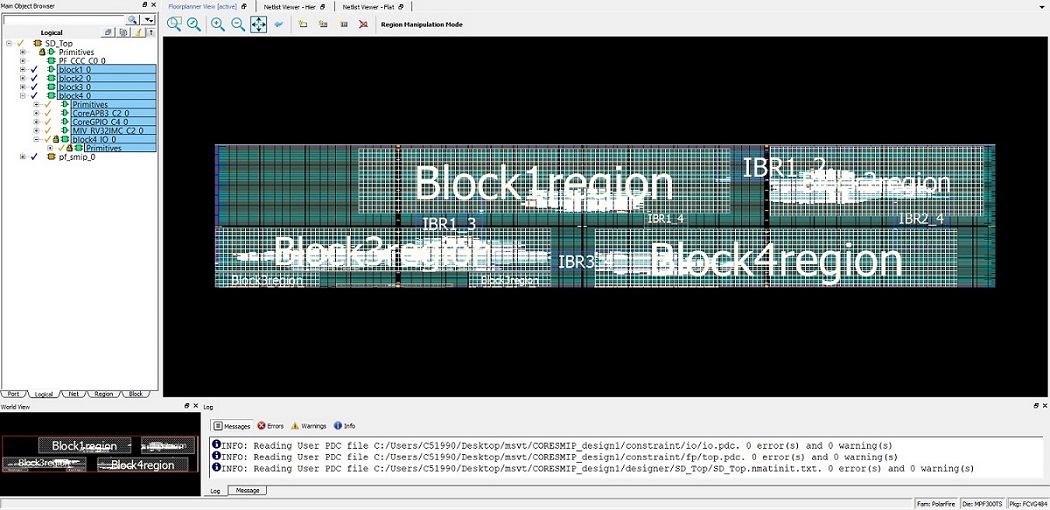 Main Object Browser
Floorplanner View [active]
Netlist Viewer - Hier
Netlist Viewer - Flat
Region Manipulation Mode
Logical
SD_Top
Primitives
PF_CCC_C0_0
block1_0
block2_0
block3_0
block4_0
Primitives
CoreAPB3_C2_0
CoreGPIO_C4_0
MIV_RV32IMC_C2_0
block4_IO_0
Primitives
pf_smip_0
Port Logical Net Region Block
Block1region
IBR1_2
IBR1_3
IBR1_4
IBR2_4
Block3region
IBR3
Block4region
Block3region
Block3region
World View
Block1region
Block3region
Block4region
Log
Messages Errors Warnings Info
INFO: Reading User PDC file C:/Users/C51990/Desktop/msvt/CORESMIP_design1/constraint/io/io.pdc. 0 error(s) and 0 warning(s)
INFO: Reading User PDC file C:/Users/C51990/Desktop/msvt/CORESMIP_design1/constraint/fp/top.pdc. 0 error(s) and 0 warning(s)
INFO: Reading User PDC file C:/Users/C51990/Desktop/msvt/CORESMIP_design1/designer/SD_Top/SD_Top.nmatinit.txt. 0 error(s) and 0 warning(s)
Log Message
Fam: PolarFire Die: MPF300TS Pkg: FCVG484